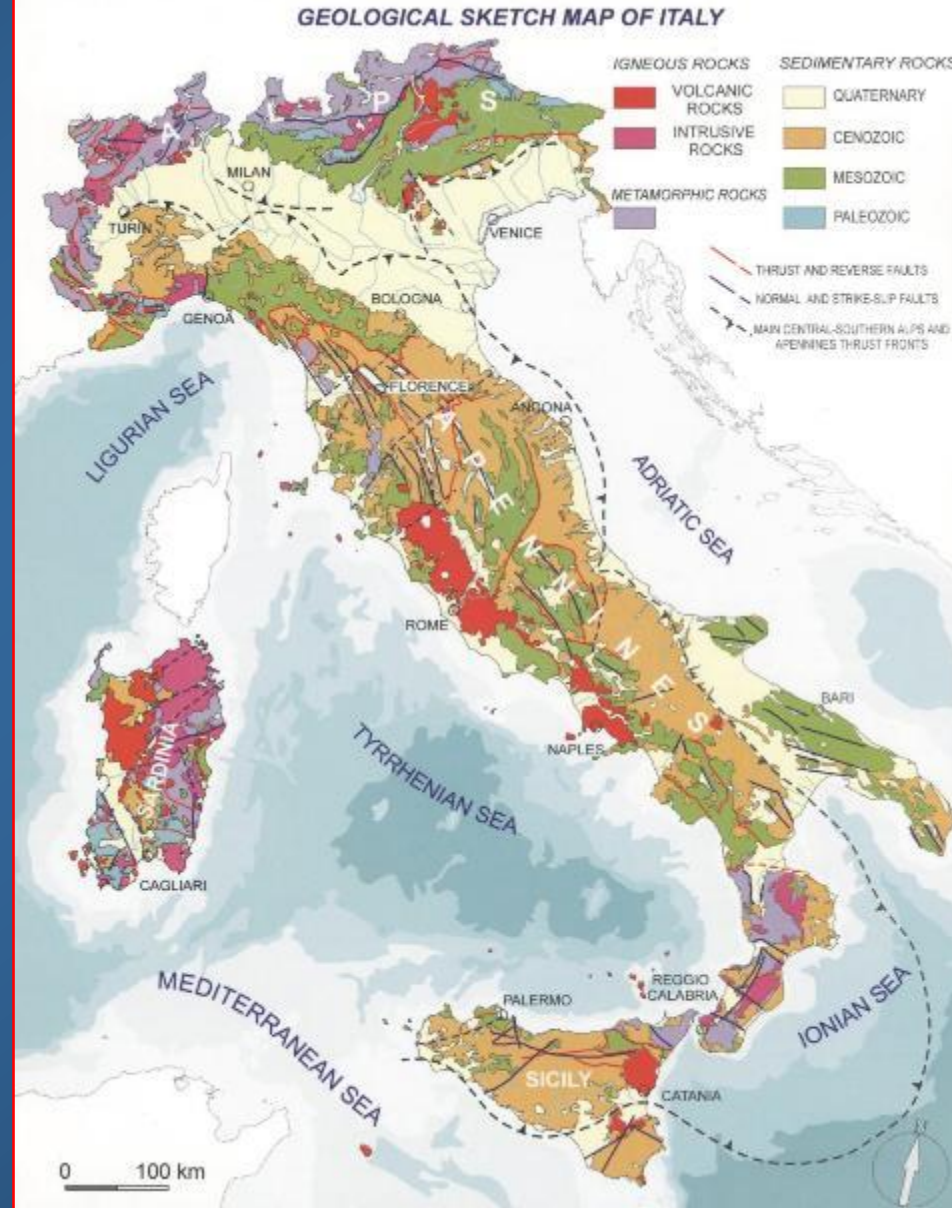 GEOLOGICAL SKETCH MAP OF ITALY
IGNEOUS ROCKS
VOLCANIC
ROCKS
INTRUSIVE
ROCKS
METAMORPHIC ROCKS
SEDIMENTARY ROCKS
QUATERNARY
CENOZOIC
MESOZOIC
PALEOZOIC
THRUST AND REVERSE FAULTS
NORMAL AND STRIKE-SLIP FAULTS
MAIN CENTRAL-SOUTHERN ALPS AND
APENNINES THRUST FRONTS
ALPS
MILAN
TURIN
VENICE
GENOA
BOLOGNA
FLORENCE
ANCONA
LIGURIAN SEA
ADRIATIC SEA
APENNINES
ROME
NAPLES
BARI
SARDINIA
CAGLIARI
TYRRHENIAN SEA
MEDITERRANEAN SEA
PALERMO
REGGIO
CALABRIA
IONIAN SEA
SICILY
CATANIA
0 100 km
N